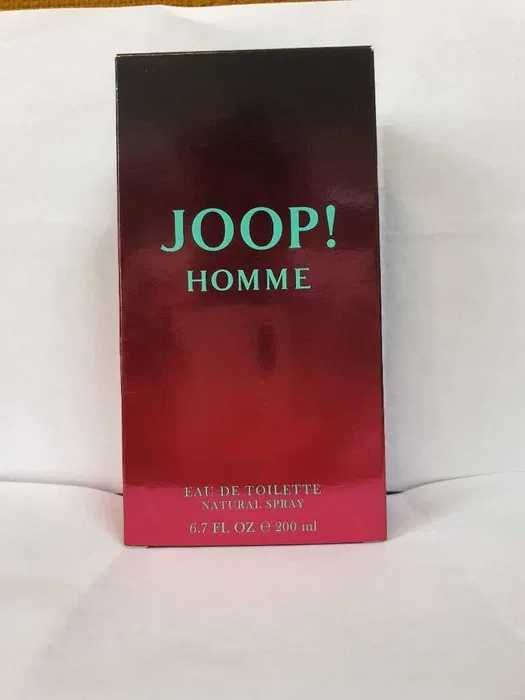 JOOP!
HOMME
EAU DE TOILETTE
NATURAL SPRAY
6.7 FL OZ ℮ 200 ml